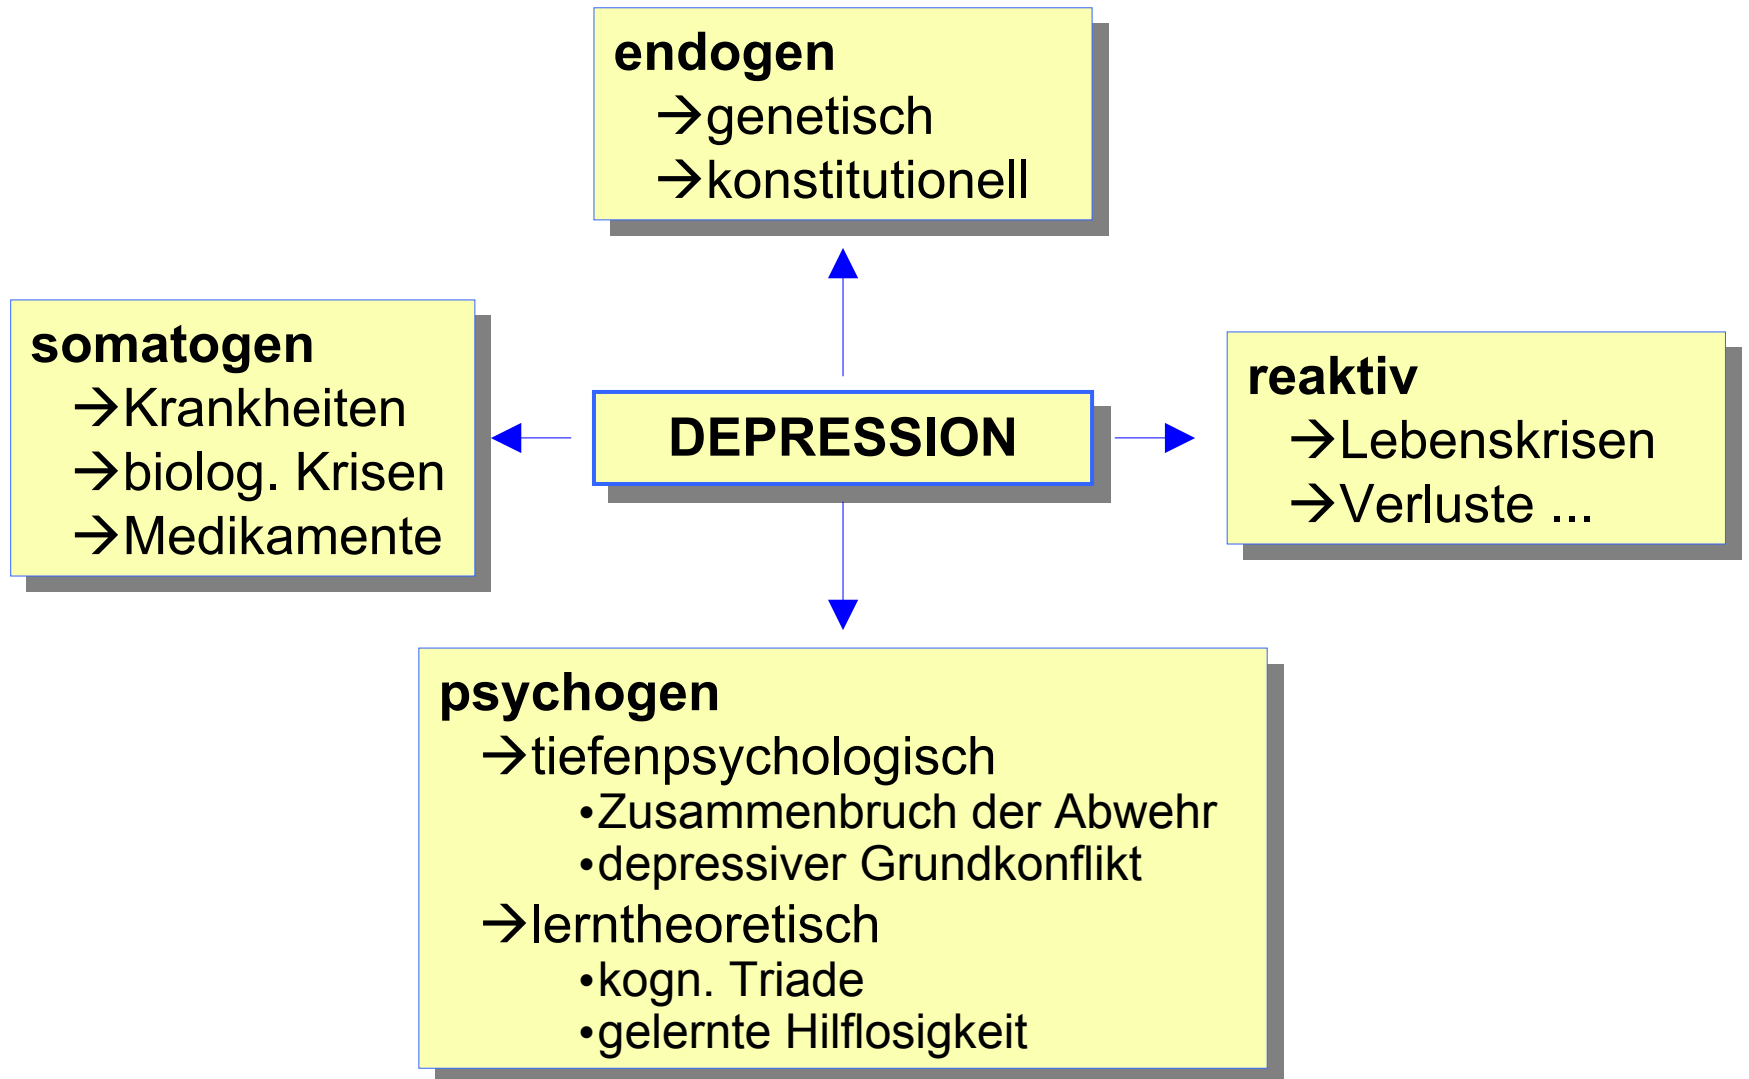 endogen
→genetisch
→konstitutionell
somatogen
→Krankheiten
→biolog. Krisen
→Medikamente
DEPRESSION
reaktiv
→Lebenskrisen
→Verluste ...
psychogen
→tiefenpsychologisch
•Zusammenbruch der Abwehr
•depressiver Grundkonflikt
→lerntheoretisch
•kogn. Triade
•gelernte Hilflosigkeit